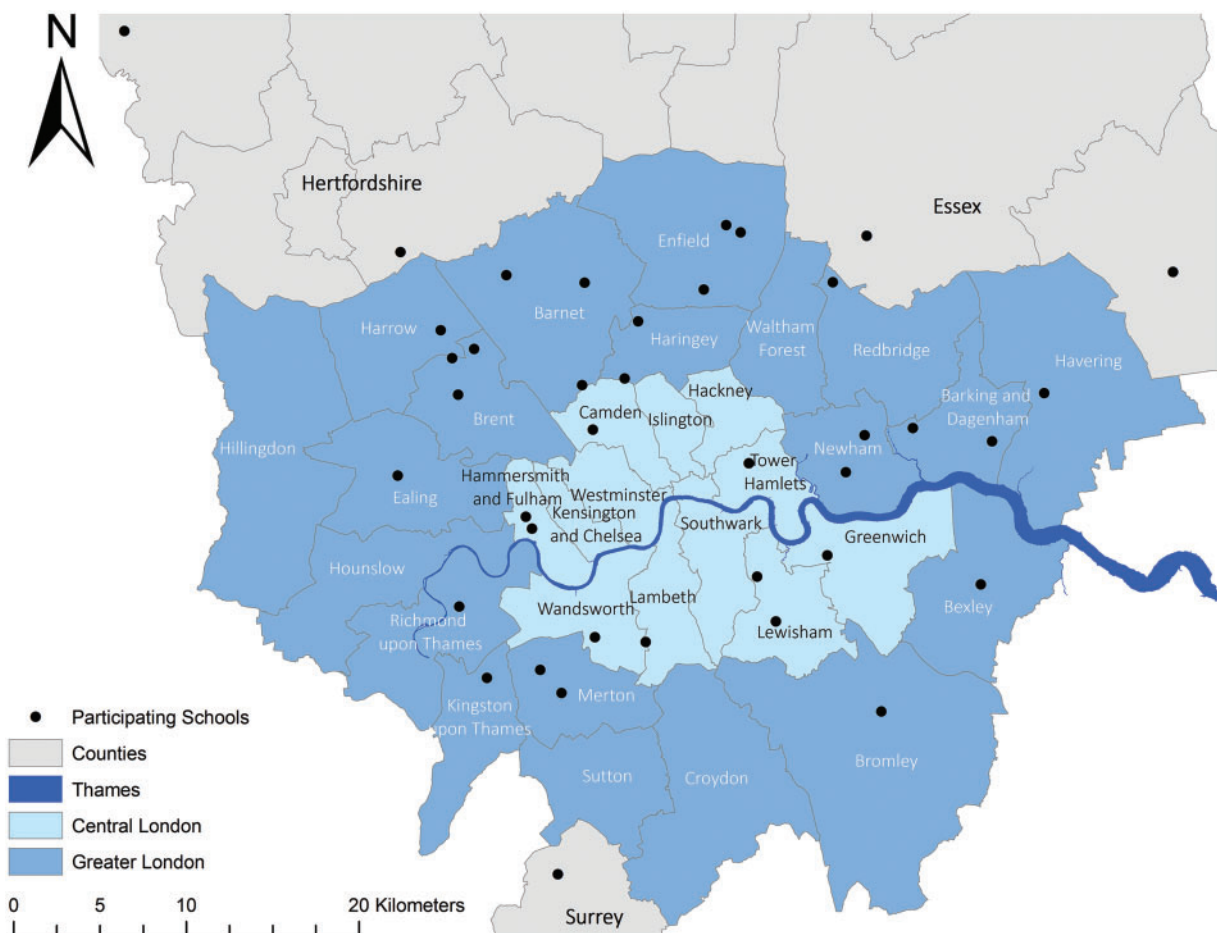 N
Hertfordshire
Essex
Enfield
Barnet
Harrow
Haringey
Waltham
Forest
Redbridge
Havering
Hackney
Camden
Islington
Brent
Barking and
Dagenham
Hillingdon
Newham
Ealing
Hammersmith
and Fulham
Westminster
Kensington
and Chelsea
Tower
Hamlets
Southwark
Greenwich
Hounslow
Wandsworth
Lambeth
Lewisham
Bexley
Richmond
upon Thames
Kingston
upon Thames
Merton
Sutton
Croydon
Bromley
Surrey
Participating Schools
Counties
Thames
Central London
Greater London
0 5 10 20 Kilometers